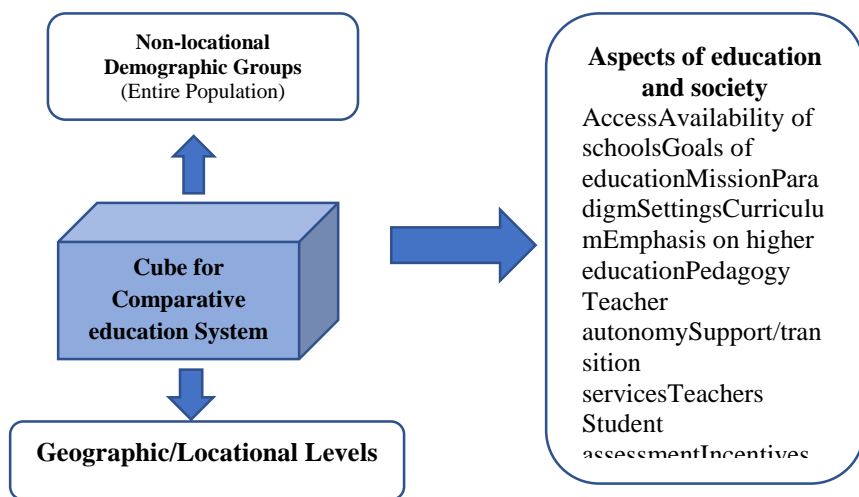 Non-locational
Demographic Groups
(Entire Population)
Cube for
Comparative
education System
Geographic/Locational Levels
Aspects of education
and society
AccessAvailability of
schoolsGoals of
educationMissionPara
digmSettingsCurriculu
mEmphasis on higher
educationPedagogy
Teacher
autonomySupport/tran
sition
servicesTeachers
Student
assessmentIncentives